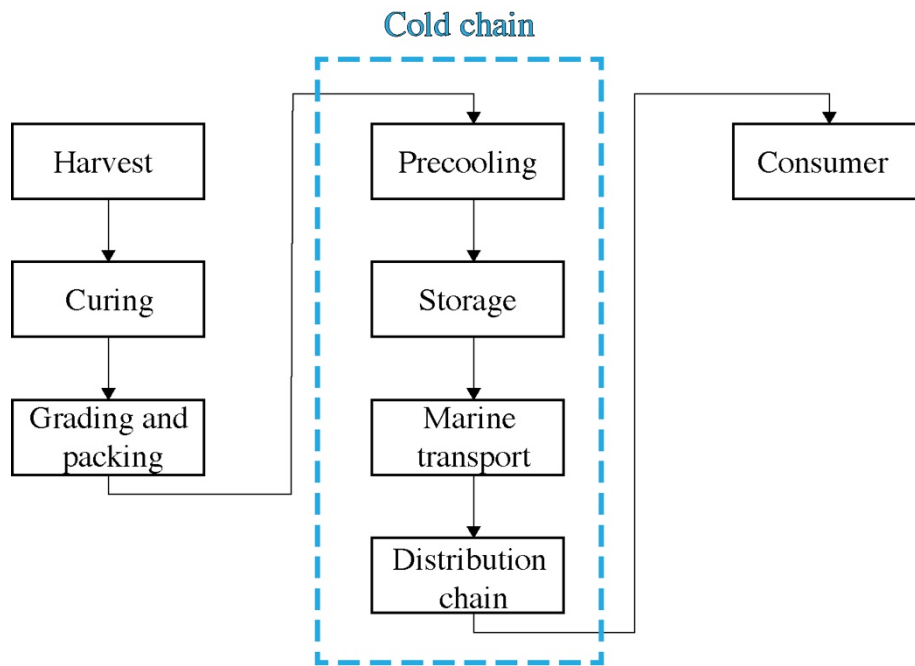 Cold chain
Harvest
Curing
Grading and
packing
Precooling
Storage
Marine
transport
Distribution
chain
Consumer